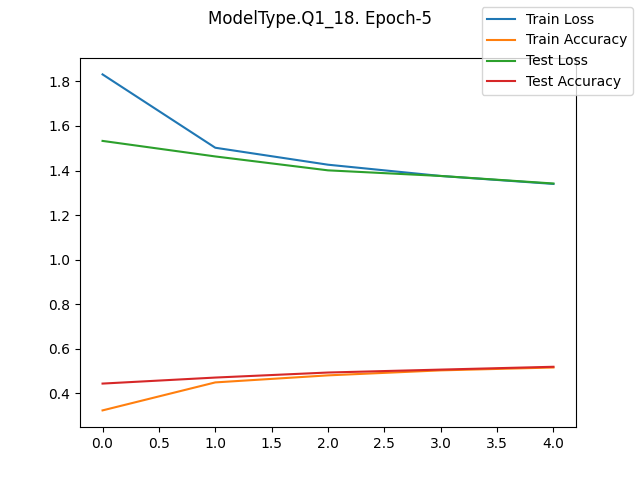 ModelType.Q1_18. Epoch-5
Train Loss
Train Accuracy
Test Loss
Test Accuracy
1.8
1.6
1.4
1.2
1.0
0.8
0.6
0.4
0.0 0.5 1.0 1.5 2.0 2.5 3.0 3.5 4.0